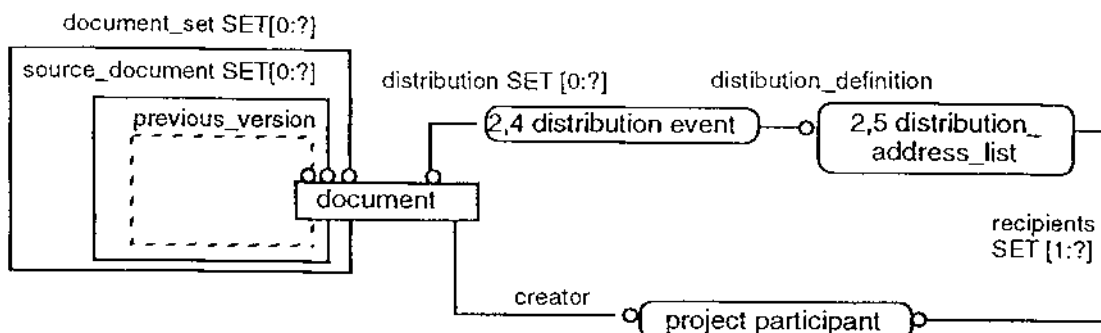 document_set SET[0:?]
source_document SET[0:?]
previous_version
document
distribution SET [0:?]
2,4 distribution event
distibution_definition
2,5 distribution_
address_list
recipients
SET [1:?]
creator
project participant